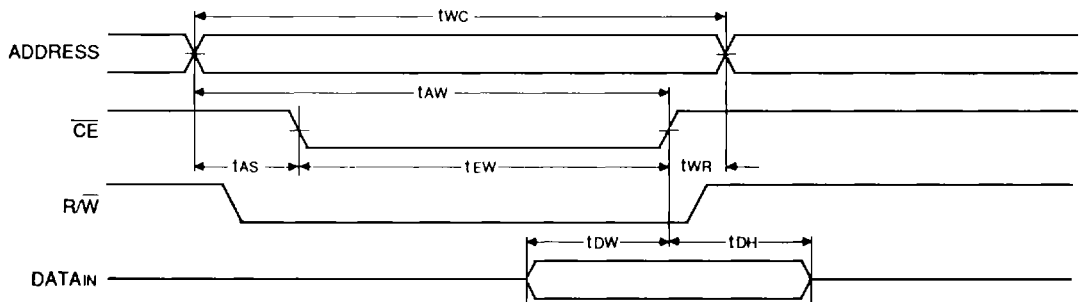 tWC
ADDRESS
tAW
CE
tAS
tEW
tWR
R/W
tDW
tDH
DATAIN